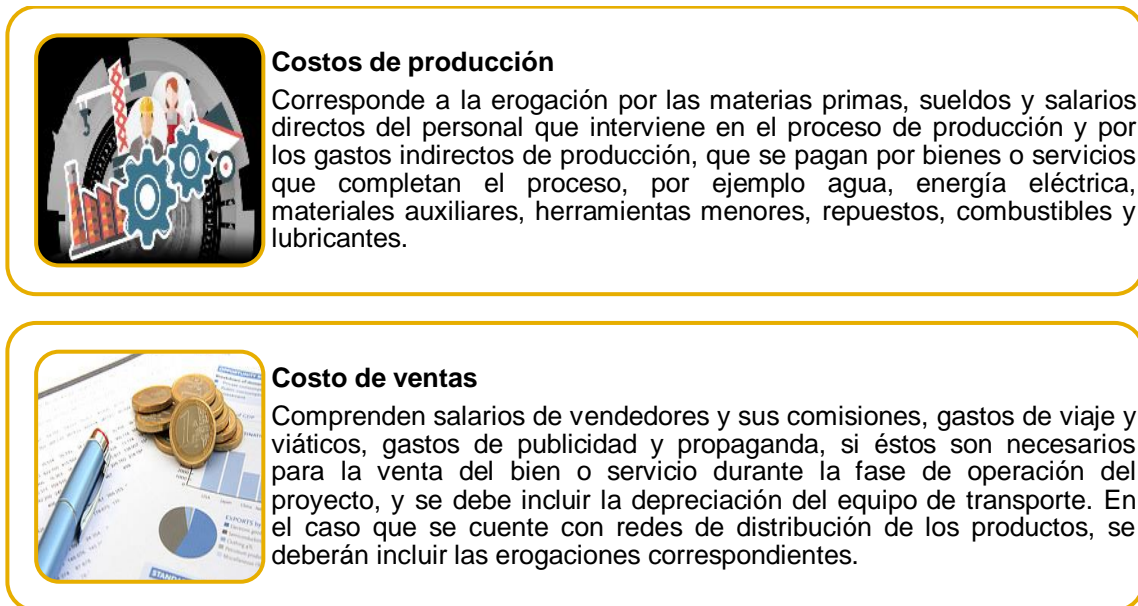 Costos de producción
Corresponde a la erogación por las materias primas, sueldos y salarios
directos del personal que interviene en el proceso de producción y por
los gastos indirectos de producción, que se pagan por bienes o servicios
que completan el proceso, por ejemplo agua, energía eléctrica,
materiales auxiliares, herramientas menores, repuestos, combustibles y
lubricantes.
Costo de ventas
Comprenden salarios de vendedores y sus comisiones, gastos de viaje y
viáticos, gastos de publicidad y propaganda, si éstos son necesarios
para la venta del bien o servicio durante la fase de operación del
proyecto, y se debe incluir la depreciación del equipo de transporte. En
el caso que se cuente con redes de distribución de los productos, se
deberán incluir las erogaciones correspondientes.
EXPORTS by